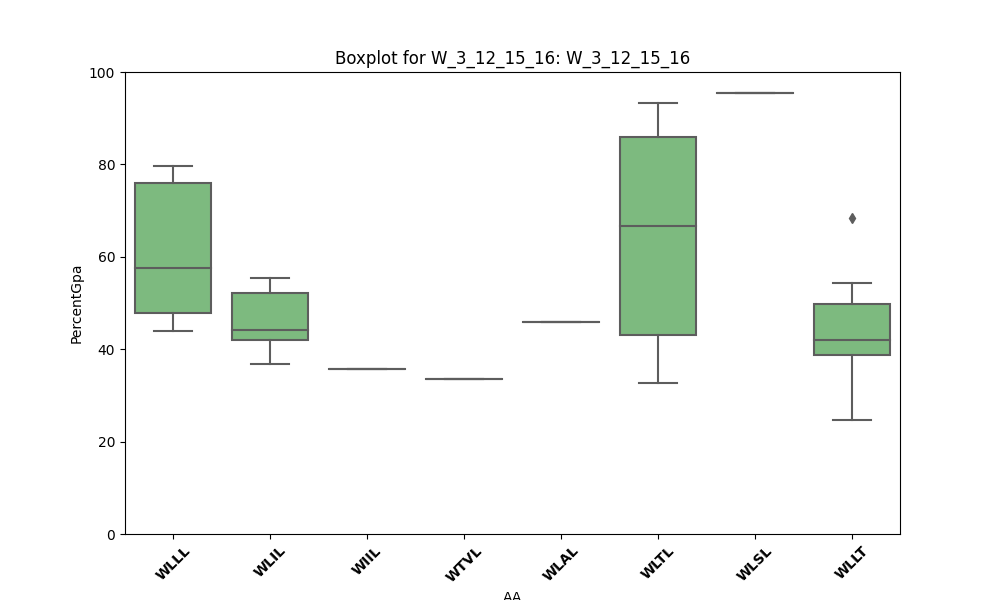 Boxplot for W_3_12_15_16: W_3_12_15_16
100
80
60
40
20
0
PercentGpa
WLLL
WLIL
WIIL
WTVL
WLAL
WLTL
WLSL
WLLT
AA